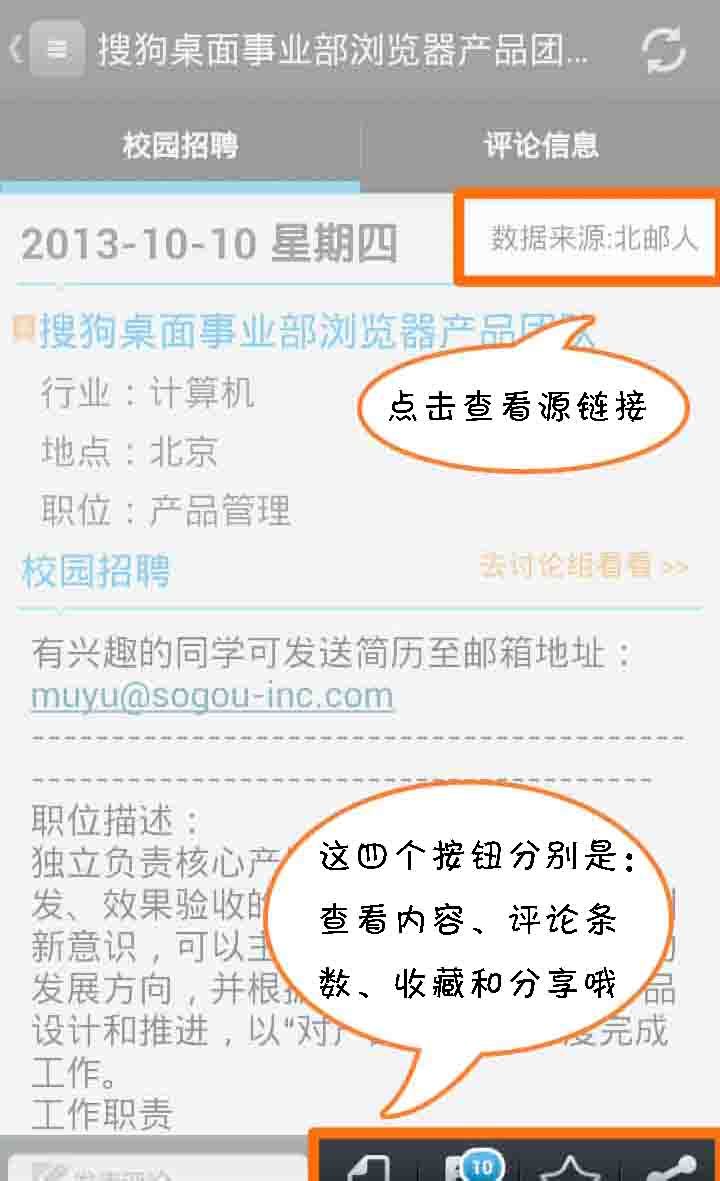 搜狗桌面事业部浏览器产品团...
校园招聘
评论信息
2013-10-10 星期四
数据来源:北邮人
搜狗桌面事业部浏览器产品团队
点击查看源链接
行业：计算机
地点：北京
职位：产品管理
校园招聘
去讨论组看看 >>
有兴趣的同学可发送简历至邮箱地址：
muyu@sogou-inc.com
职位描述：
独立负责核心产
发、效果验收的
新意识，可以主
发展方向，并根据 品
设计和推进，以“对产 度完成
工作。
工作职责
这四个按钮分别是：
查看内容、评论条
数、收藏和分享哦
发表评论
10